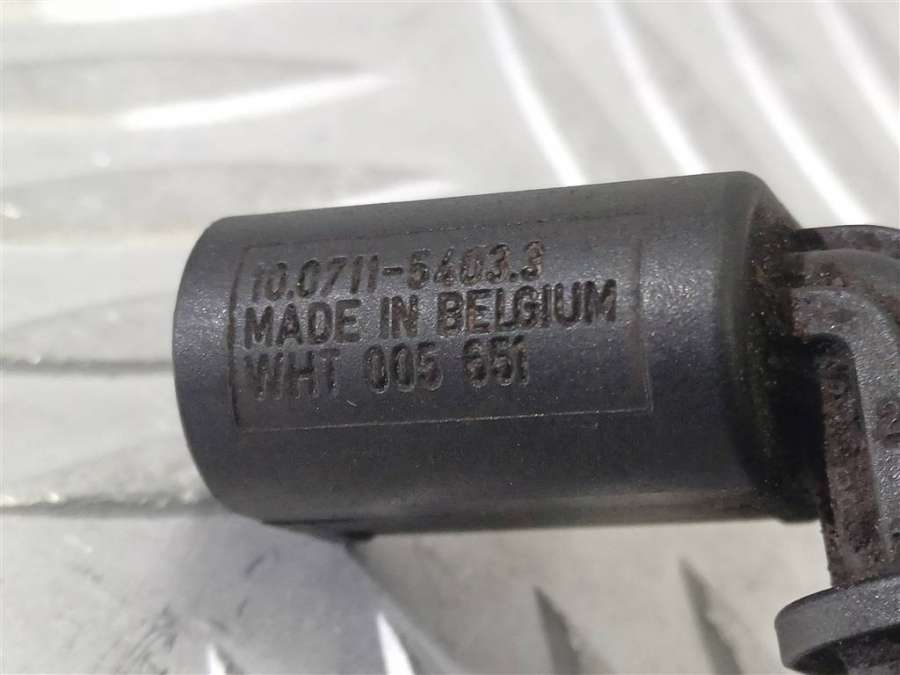 10.0711-5403.3
MADE IN BELGIUM
WHT 005 651